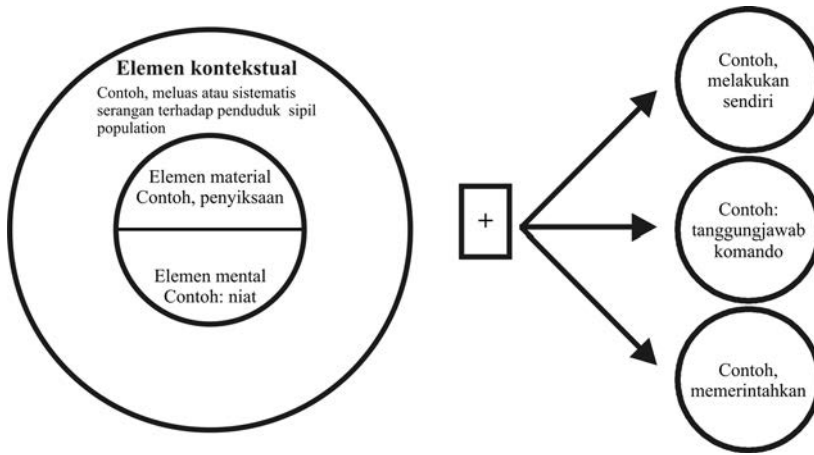 Elemen kontekstual
Contoh, meluas atau sistematis
serangan terhadap penduduk sipil
population
Elemen material
Contoh, penyiksaan
Elemen mental
Contoh: niat
+
Contoh,
melakukan
sendiri
Contoh:
tanggungjawab
komando
Contoh,
memerintahkan